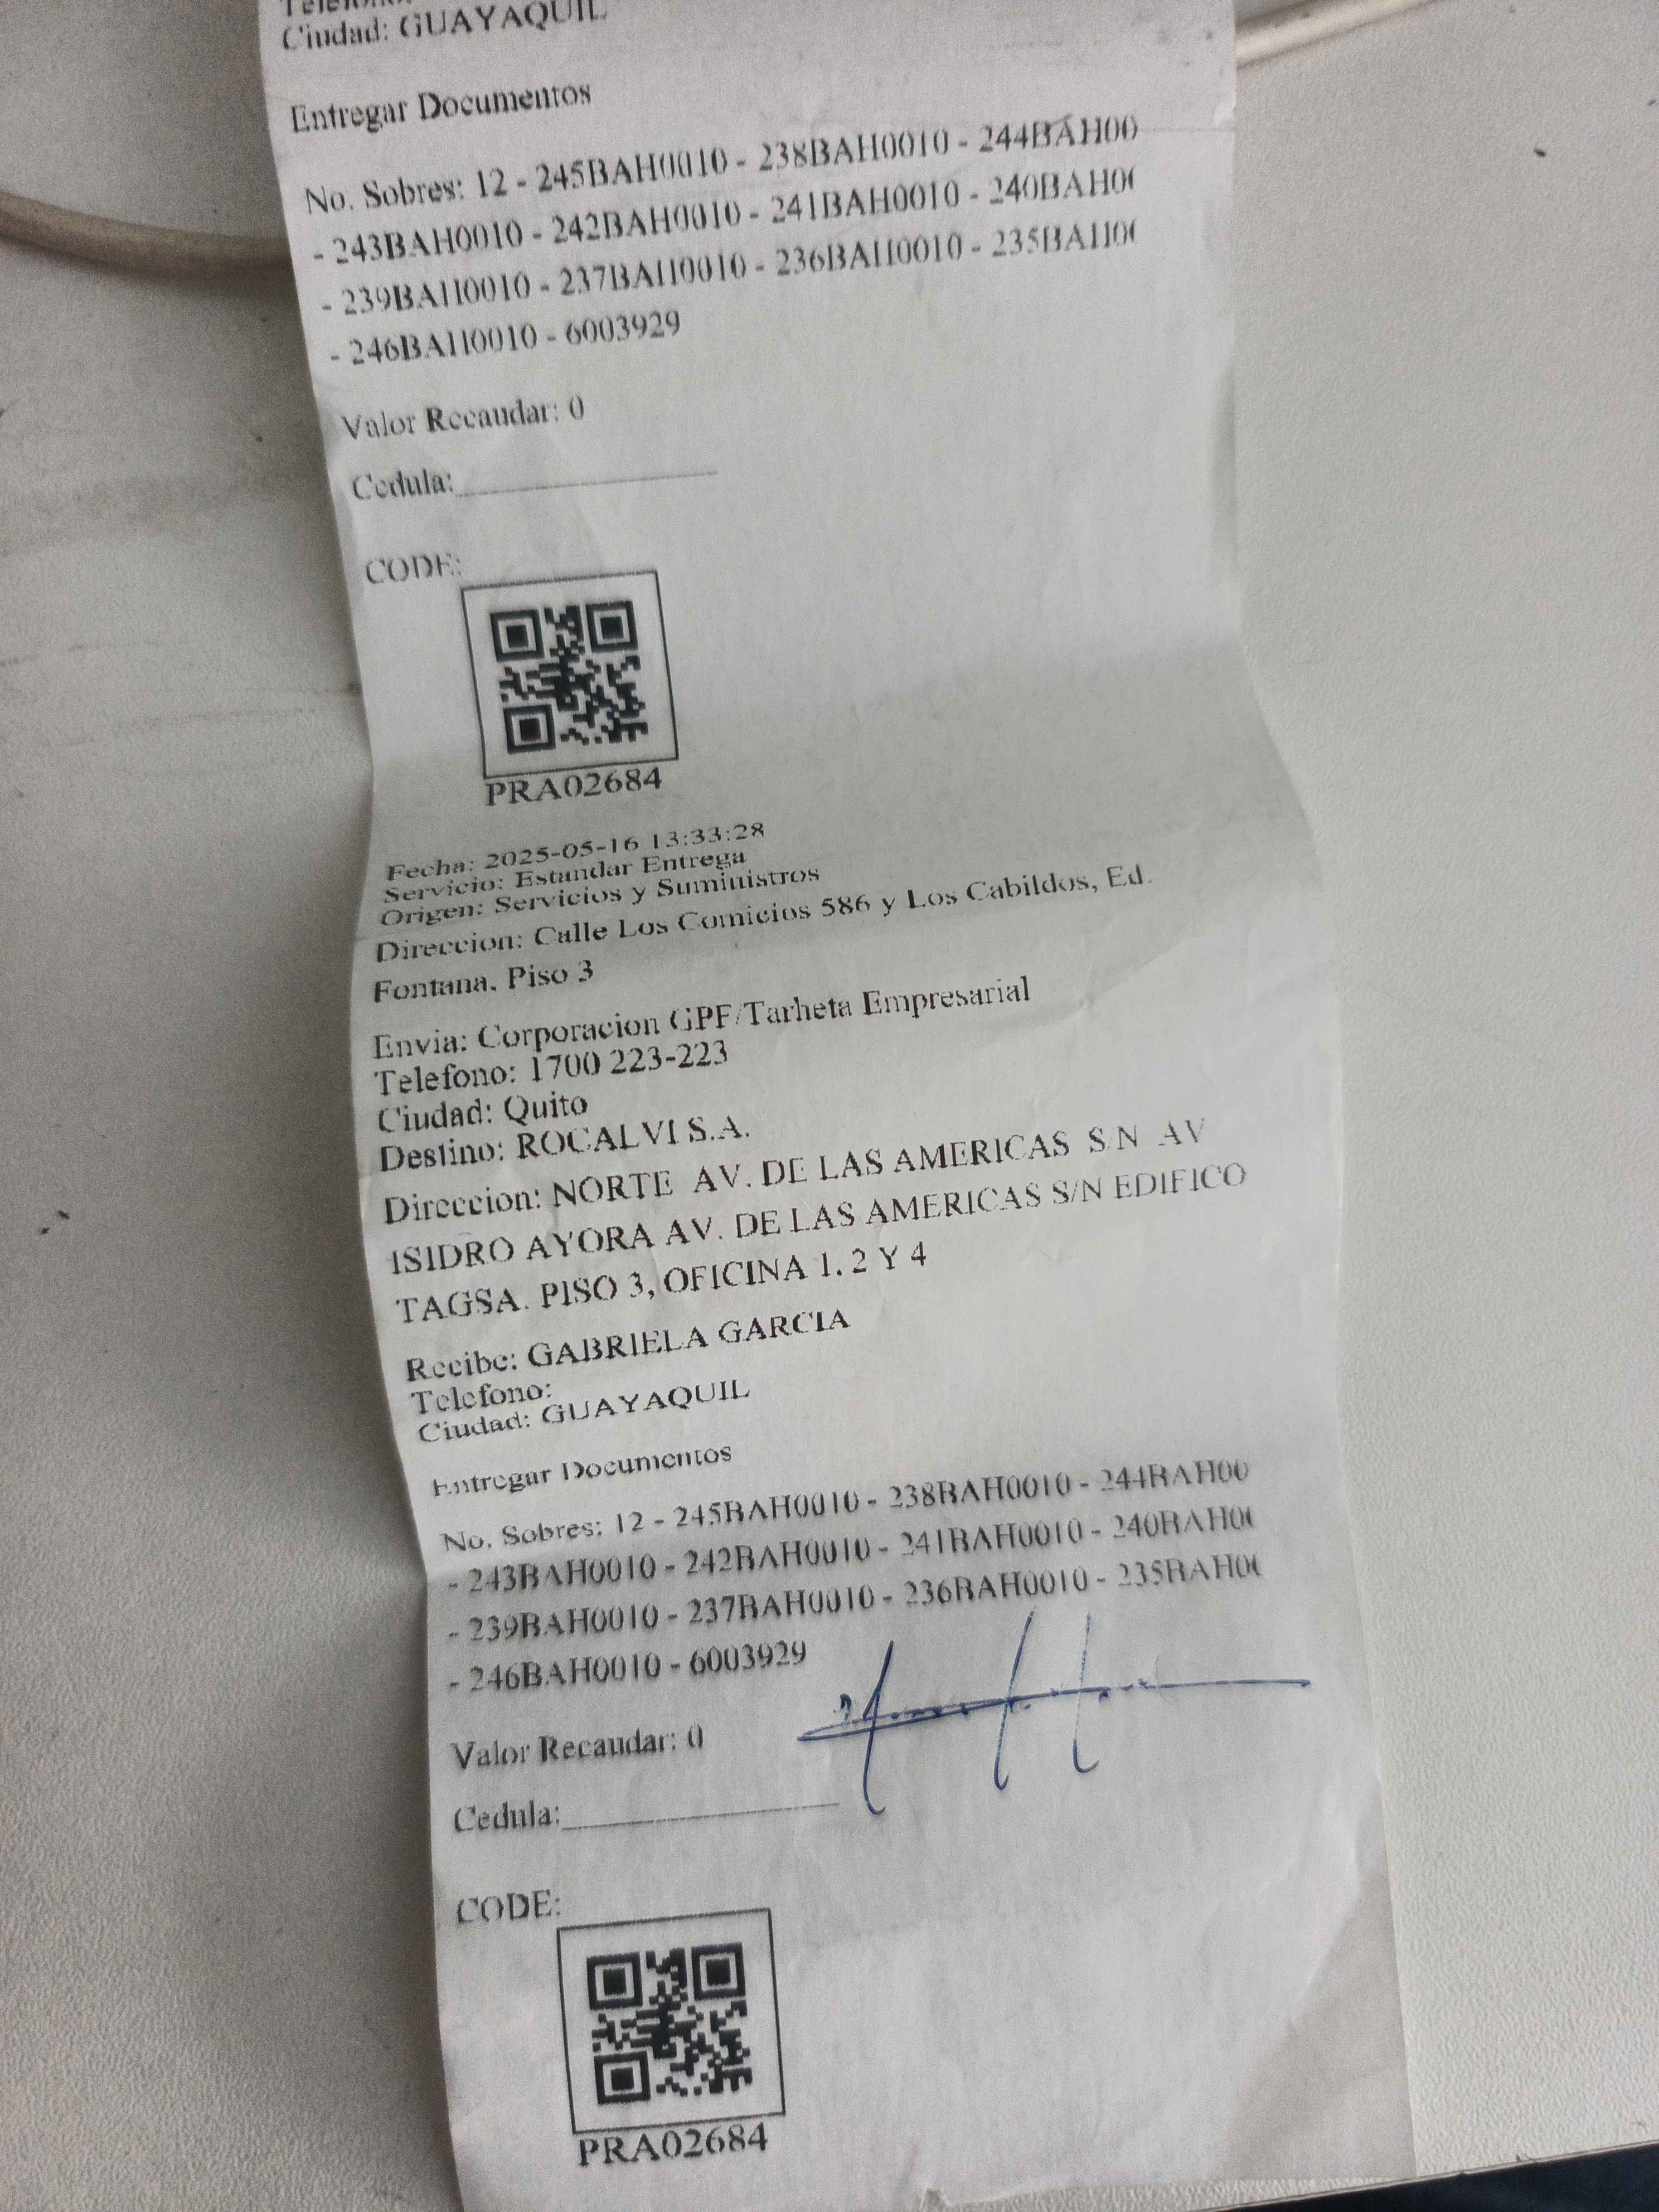 Telefono:
Ciudad: GUAYAQUIL
Entregar Documentos
No. Sobres: 12 - 245BAH0010 - 238BAH0010 - 244BAH00
- 243BAH0010 - 242BAH0010 - 241BAH0010 - 240BAH0
- 239BAH0010 - 237BAH0010 - 236BAH0010 - 235BAH0
- 246BAH0010 - 6003929
Valor Recaudar: 0
Cedula:
CODE:
PRA02684
Fecha: 2025-05-16 13:33:28
Servicio: Estandar Entrega
Origen: Servicios y Suministros
Direccion: Calle Los Comicios 586 y Los Cabildos, Ed.
Fontana, Piso 3
Envia: Corporacion GPF/Tarheta Empresarial
Telefono: 1700 223-223
Ciudad: Quito
Destino: ROCALVI S.A.
Direccion: NORTE AV. DE LAS AMERICAS S/N AV
ISIDRO AYORA AV. DE LAS AMERICAS S/N EDIFICO
TAGSA. PISO 3, OFICINA 1, 2 Y 4
Recibe: GABRIELA GARCIA
Telefono:
Ciudad: GUAYAQUIL
Entregar Documentos
No. Sobres: 12 - 245BAH0010 - 238BAH0010 - 244BAH00
- 243BAH0010 - 242BAH0010 - 241BAH0010 - 240BAH0
- 239BAH0010 - 237BAH0010 - 236BAH0010 - 235BAH0
- 246BAH0010 - 6003929
Valor Recaudar: 0
Cedula:
CODE:
PRA02684